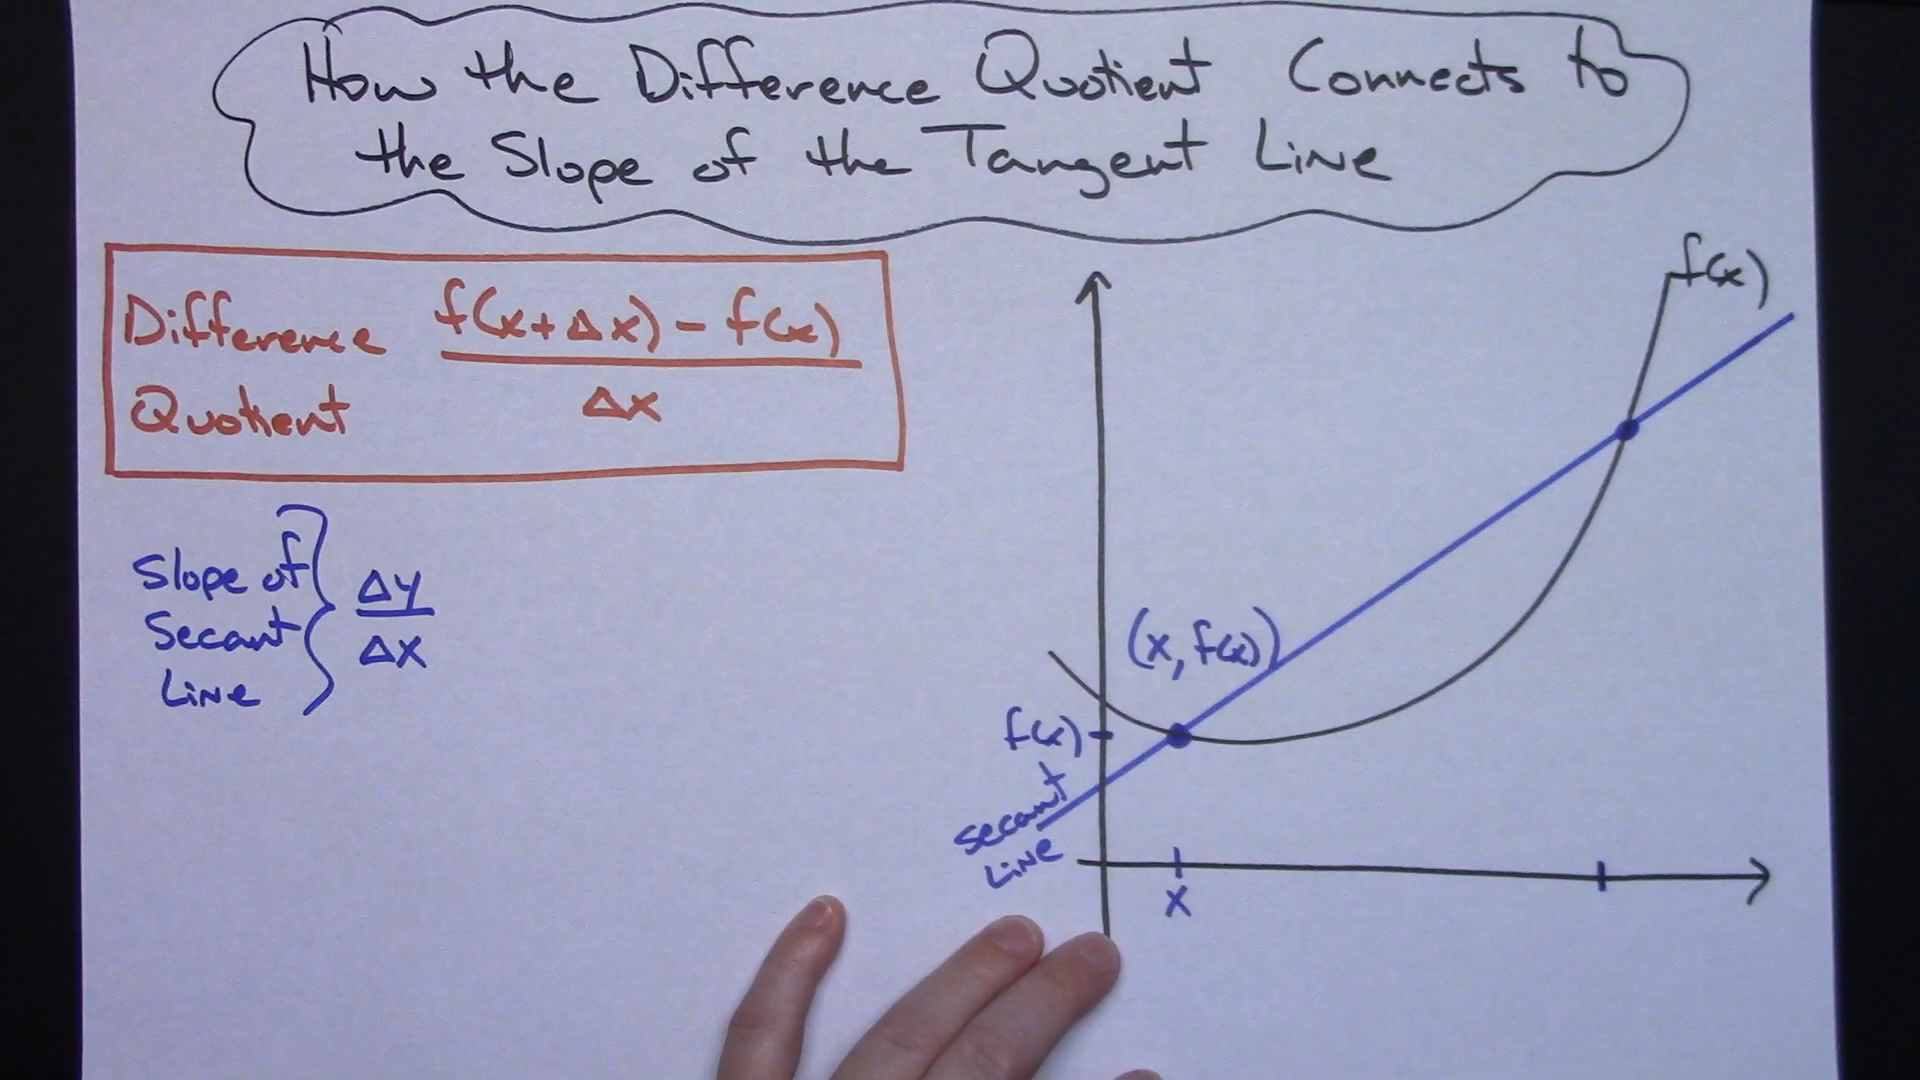 How the Difference Quotient Connects to
the Slope of the Tangent Line
Difference
Quotient
f(x+Δx) - f(x)
Δx
Slope of
Secant
Line
Δy
Δx
f(x)
(x, f(x))
f(x)
secant
Line
x